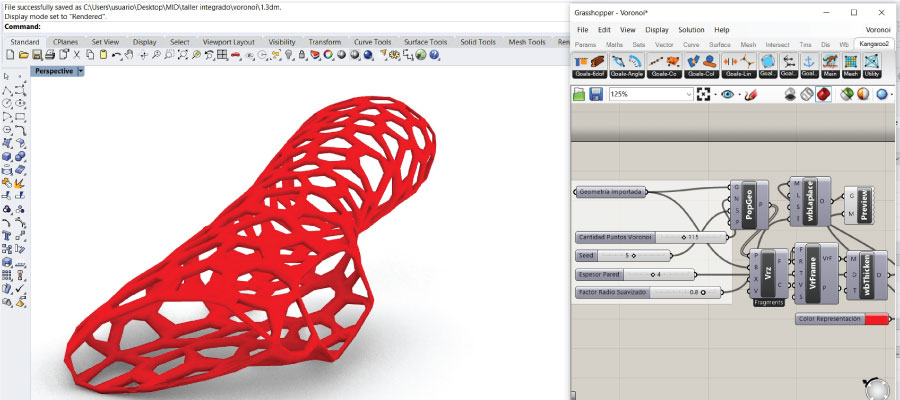 File successfully saved as C:\Users\usuario\Desktop\MID\taller integrado\voronoi\1.3dm.
Display mode set to "Rendered".
Command:
Standard CPlanes Set View Display Select Viewport Layout Visibility Transform Curve Tools Surface Tools Solid Tools Mesh Tools
Perspective
Grasshopper - Voronoi*
File Edit View Display Solution Help Voronoi
Params Maths Sets Vector Curve Surface Mesh Intersect Trns Dis Wb Kangaroo2
Goals-6dof Goals-Angle Goals-Co Goals-Col Goals-Lin Goal.. Goal.. Goal.. Main Mesh Utility
125%
Geometría Importada
G
N
S
P
PopGeo
P
M
L
S
I
wbLaplace
O
G
M
Preview
Cantidad Puntos Voronoi 115
Seed 5
Espesor Pared 4
Factor Radio Suavizado 0.8
Vrz
Fragments
VrFrame
VrF
P
wbThicken
Color Representación